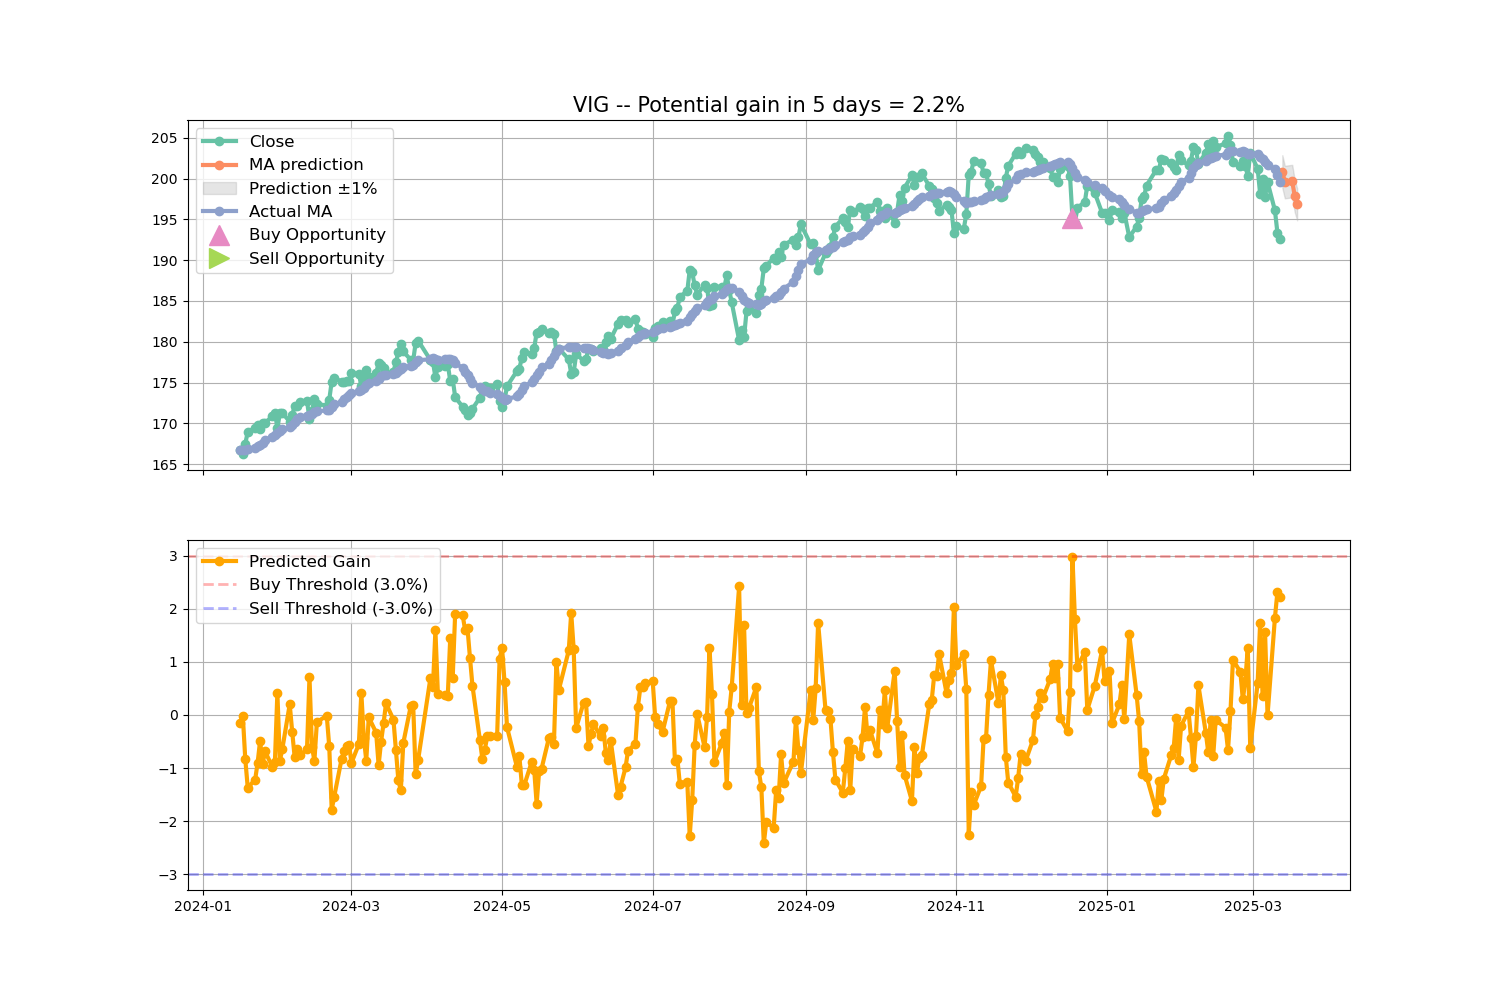 VIG -- Potential gain in 5 days = 2.2%
Close
MA prediction
Prediction ±1%
Actual MA
Buy Opportunity
Sell Opportunity
205
200
195
190
185
180
175
170
165
Predicted Gain
Buy Threshold (3.0%)
Sell Threshold (-3.0%)
3
2
1
0
−1
−2
−3
2024-01
2024-03
2024-05
2024-07
2024-09
2024-11
2025-01
2025-03